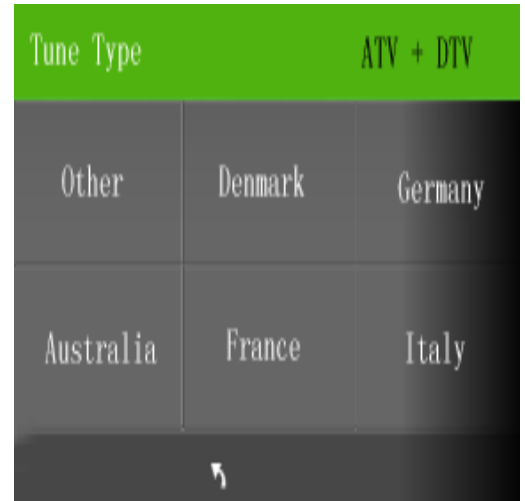 Tune Type ATV + DTV
Other Denmark Germany
Australia France Italy